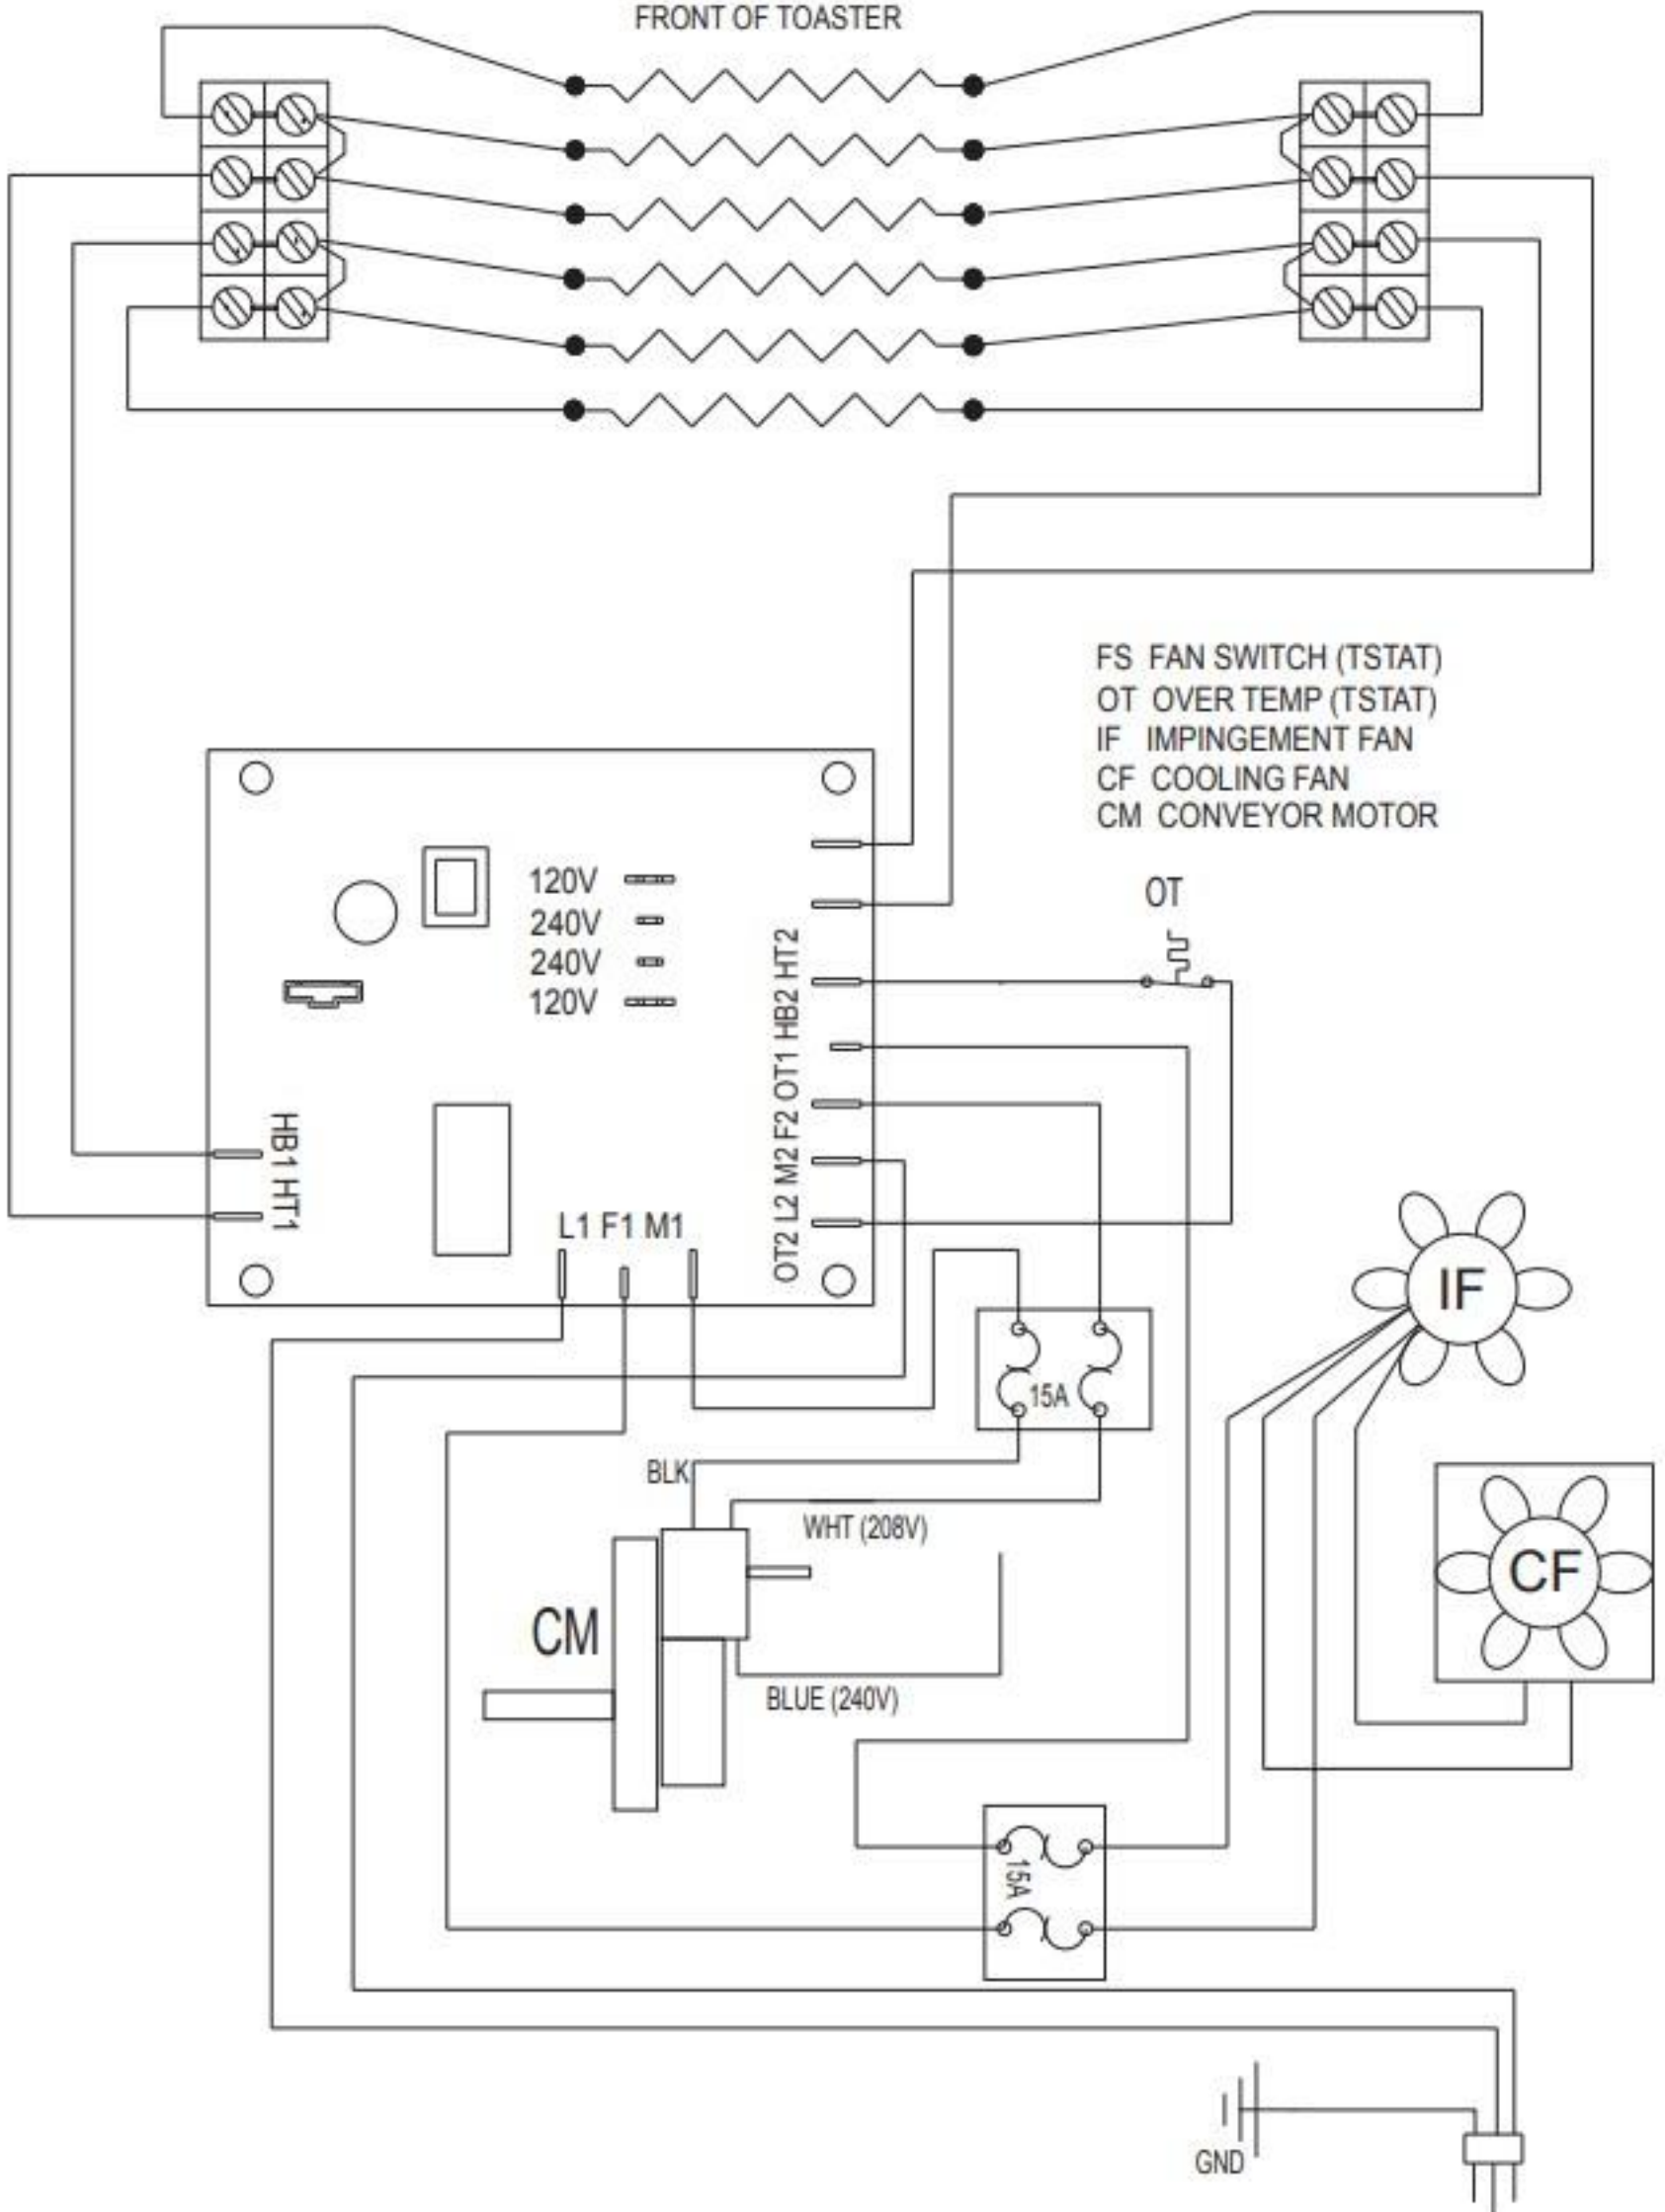 FRONT OF TOASTER
FS FAN SWITCH (TSTAT)
OT OVER TEMP (TSTAT)
IF IMPINGEMENT FAN
CF COOLING FAN
CM CONVEYOR MOTOR
120V
240V
240V
120V
OT
OT2 L2 M2 F2 OT1 HB2 HT2
HB1 HT1
L1 F1 M1
IF
15A
BLK
WHT (208V)
CF
CM
BLUE (240V)
15A
GND